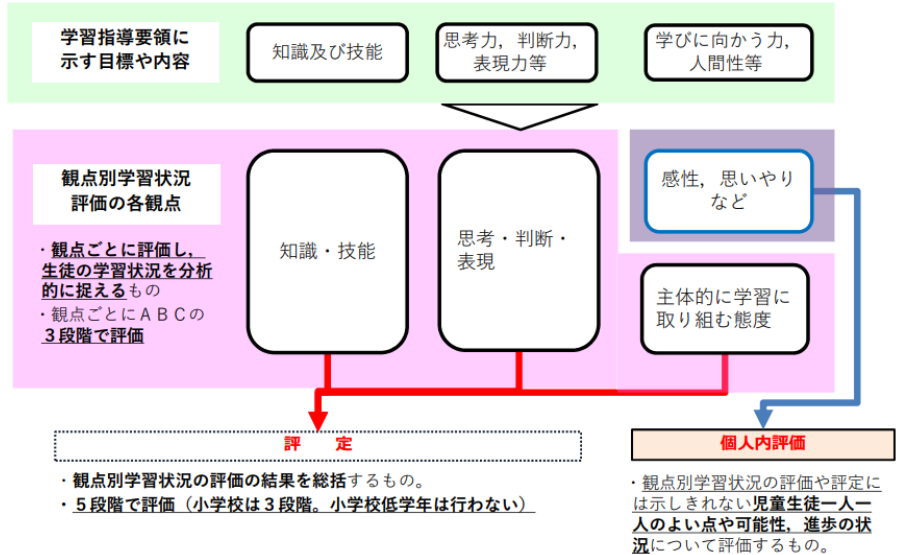 学習指導要領に
示す目標や内容
知識及び技能
思考力，判断力，
表現力等
学びに向かう力，
人間性等
観点別学習状況
評価の各観点
・観点ごとに評価し，
生徒の学習状況を分析
的に捉えるもの
・観点ごとにＡＢＣの
３段階で評価
知識・技能
思考・判断・
表現
感性，思いやり
など
主体的に学習に
取り組む態度
評　定
・観点別学習状況の評価の結果を総括するもの。
・５段階で評価（小学校は３段階。小学校低学年は行わない）
個人内評価
・観点別学習状況の評価や評定に
は示しきれない児童生徒一人一
人のよい点や可能性，進歩の状
況について評価するもの。